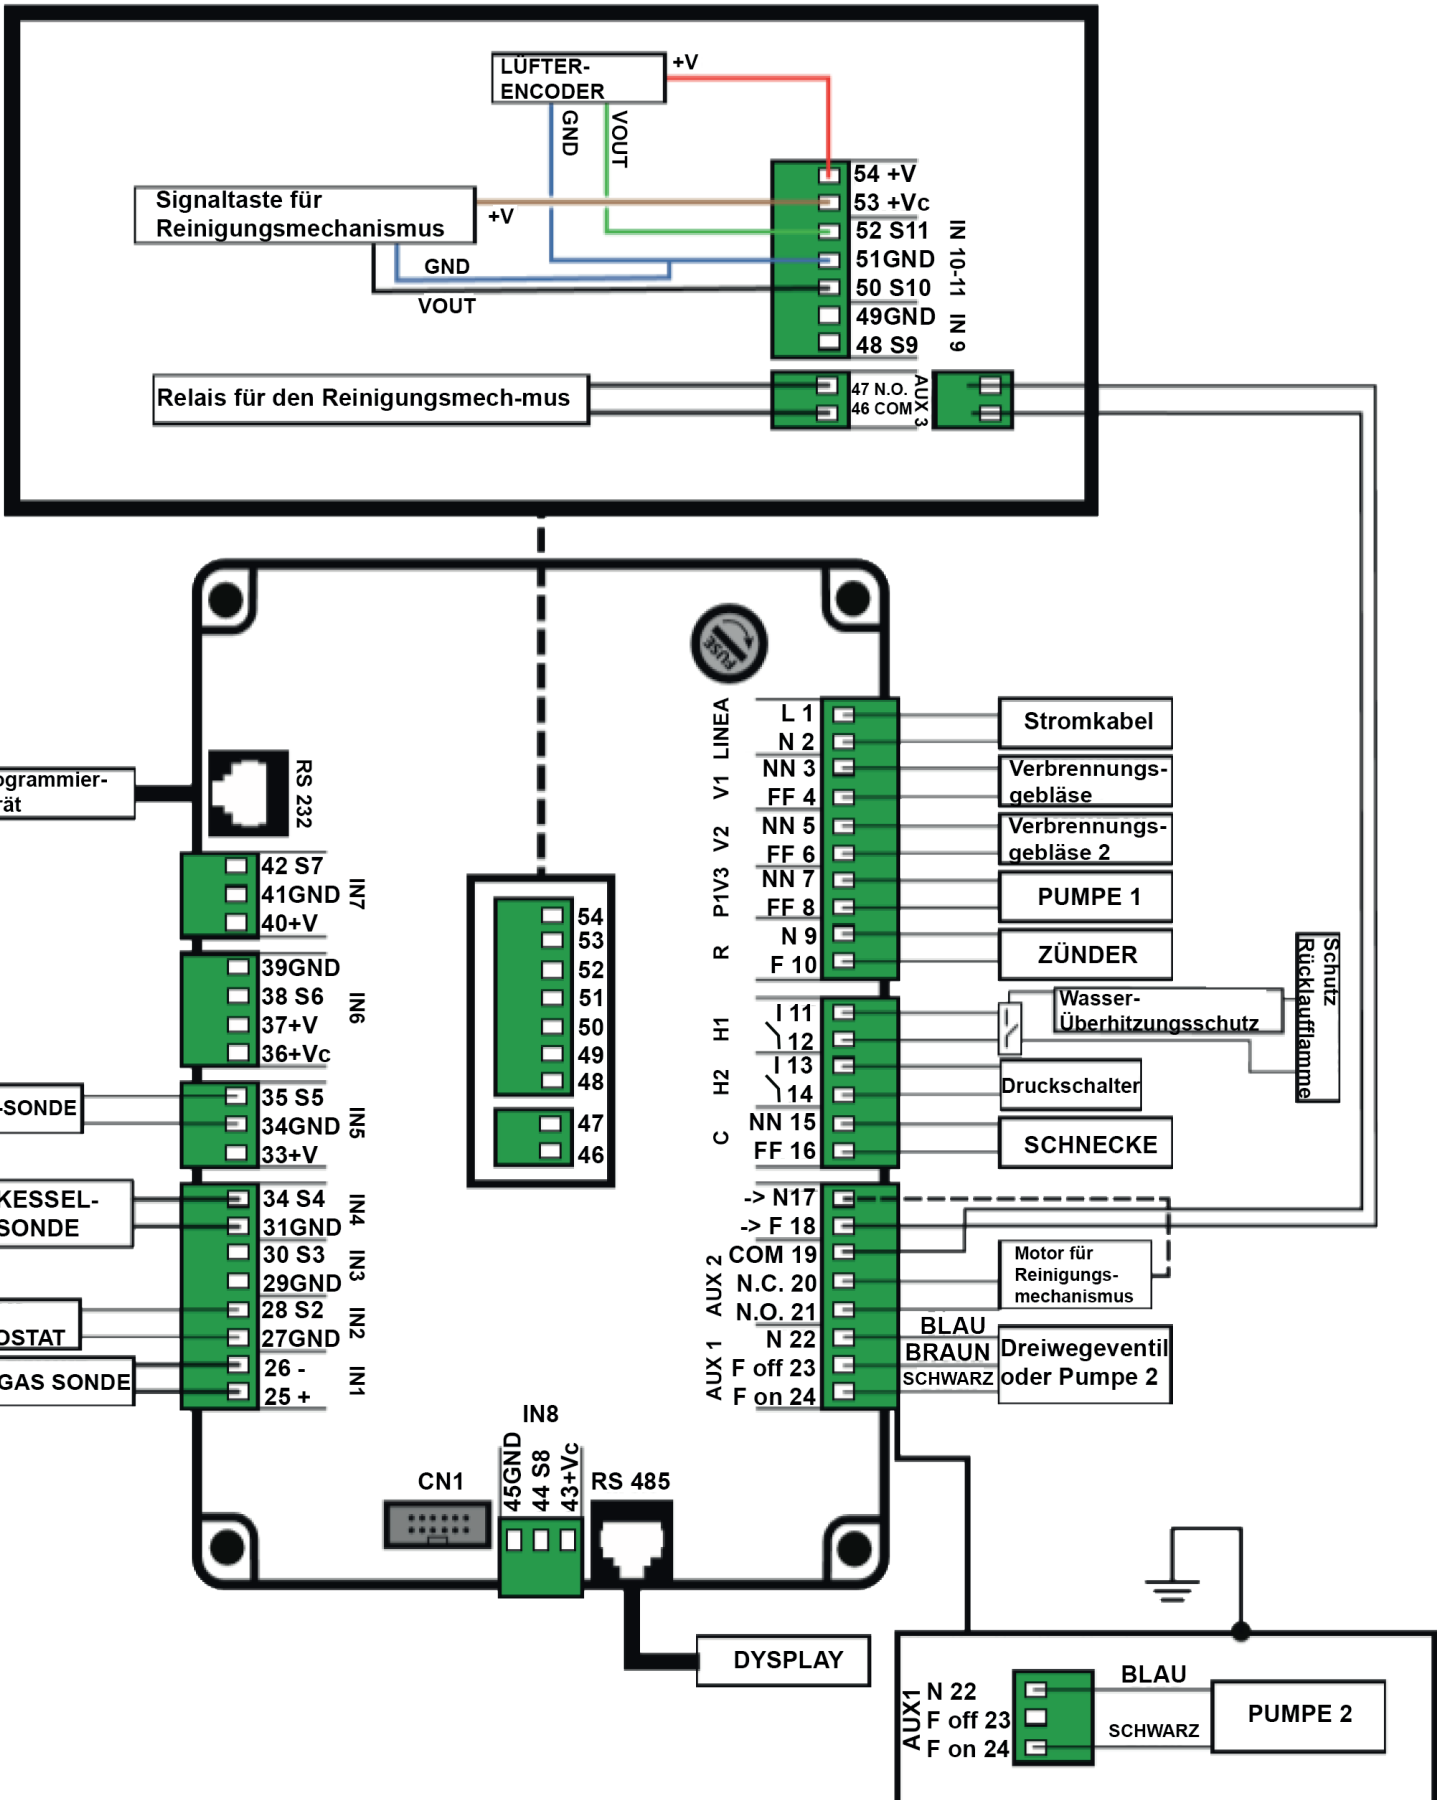 LÜFTER-
ENCODER
+V
GND
VOUT
Signaltaste für
Reinigungsmechanismus
+V
GND
VOUT
54 +V
53 +Vc
52 S11
51GND
50 S10
49GND
48 S9
IN 10-11
IN 9
Relais für den Reinigungsmech-mus
47 N.O.
46 COM
AUX 3
FUSE
ogrammier-
rät
RS 232
42 S7
41GND
40+V
IN7
39GND
38 S6
37+V
36+Vc
IN6
-SONDE
35 S5
34GND
33+V
IN5
KESSEL-
SONDE
34 S4
31GND
IN4
30 S3
29GND
IN3
OSTAT
28 S2
27GND
IN2
GAS SONDE
26 -
25 +
IN1
54
53
52
51
50
49
48
47
46
LINEA
L 1
N 2
Stromkabel
V1
NN 3
FF 4
Verbrennungs-
gebläse
V2
NN 5
FF 6
Verbrennungs-
gebläse 2
P1V3
NN 7
FF 8
PUMPE 1
R
N 9
F 10
ZÜNDER
H1
I 11
12
Wasser-
Überhitzungsschutz
Schutz
Rücklaufflamme
H2
I 13
14
Druckschalter
C
NN 15
FF 16
SCHNECKE
-> N17
-> F 18
AUX 2
COM 19
N.C. 20
N.O. 21
Motor für
Reinigungs-
mechanismus
AUX 1
N 22
F off 23
F on 24
BLAU
BRAUN
SCHWARZ
Dreiwegeventil
oder Pumpe 2
CN1
IN8
45GND
44 S8
43+Vc
RS 485
DYSPLAY
AUX1
N 22
F off 23
F on 24
BLAU
SCHWARZ
PUMPE 2